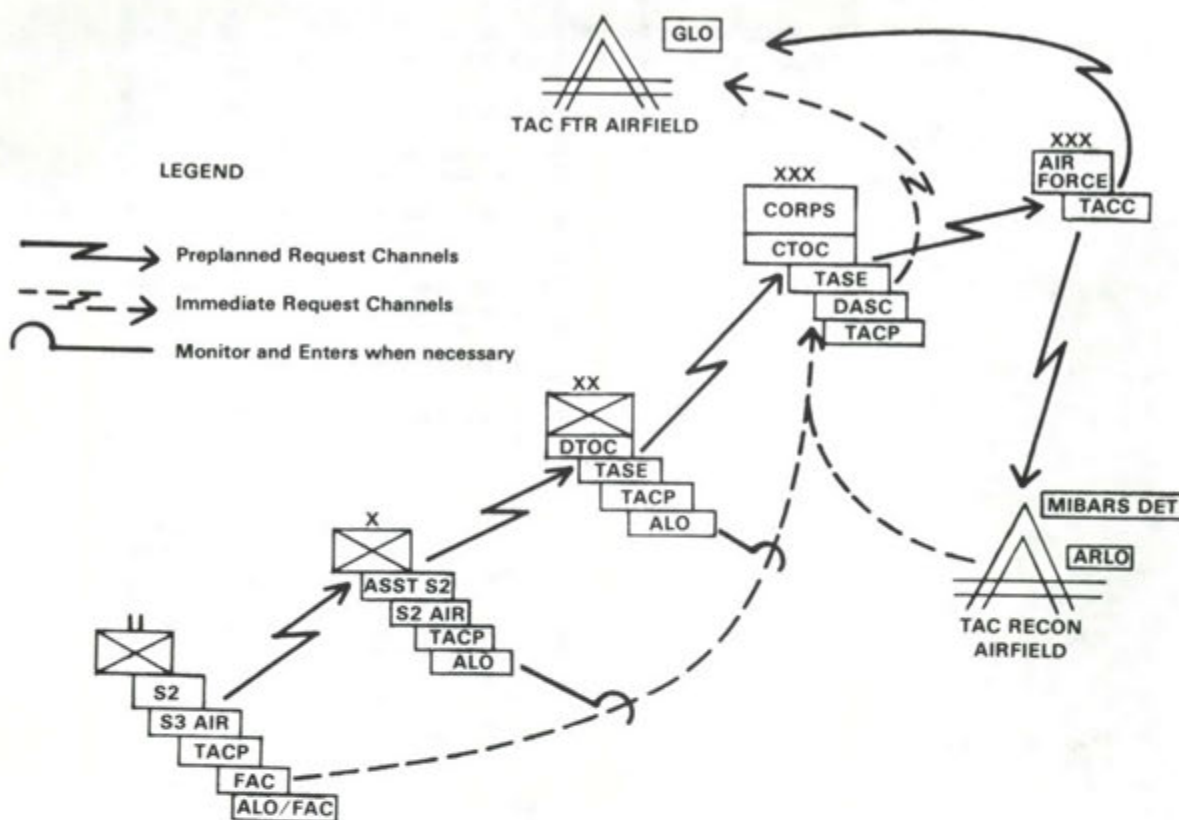 GLO
TAC FTR AIRFIELD
LEGEND
Preplanned Request Channels
Immediate Request Channels
Monitor and Enters when necessary
XXX
AIR
FORCE
TACC
XXX
CORPS
CTOC
TASE
DASC
TACP
XX
DTOC
TASE
TACP
ALO
X
ASST S2
S2 AIR
TACP
ALO
II
S2
S3 AIR
TACP
FAC
ALO/FAC
MIBARS DET
ARLO
TAC RECON
AIRFIELD